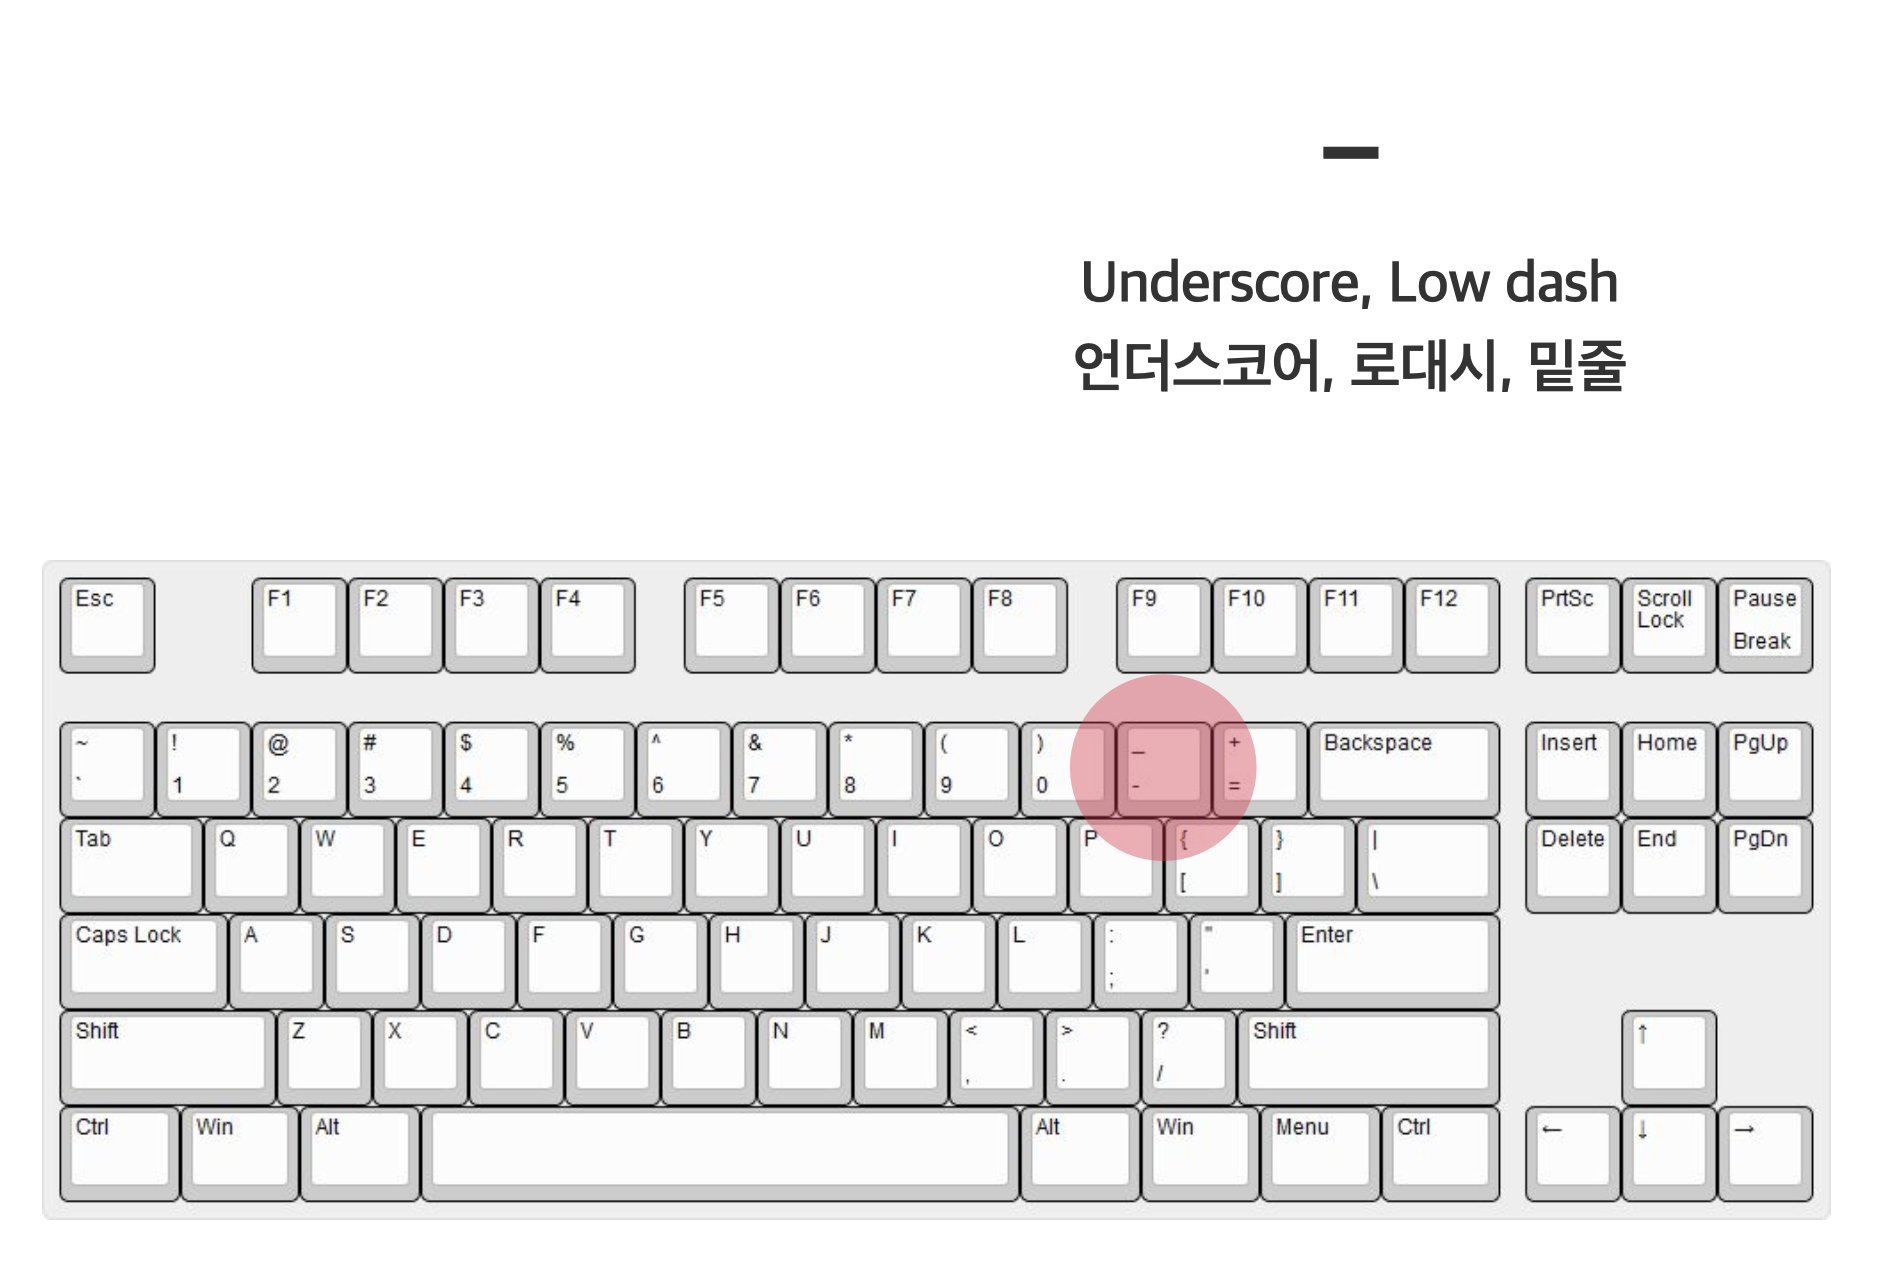 _
Underscore, Low dash
언더스코어, 로대시, 밑줄
Esc F1 F2 F3 F4 F5 F6 F7 F8 F9 F10 F11 F12 PrtSc Scroll Lock Pause Break
~ ! @ # $ % ^ & * ( ) _ + Backspace Insert Home PgUp
` 1 2 3 4 5 6 7 8 9 0 - =
Tab Q W E R T Y U I O P { } | Delete End PgDn
[ ] \
Caps Lock A S D F G H J K L : " Enter
; '
Shift Z X C V B N M < > ? Shift ↑
, . /
Ctrl Win Alt Alt Win Menu Ctrl ← ↓ →